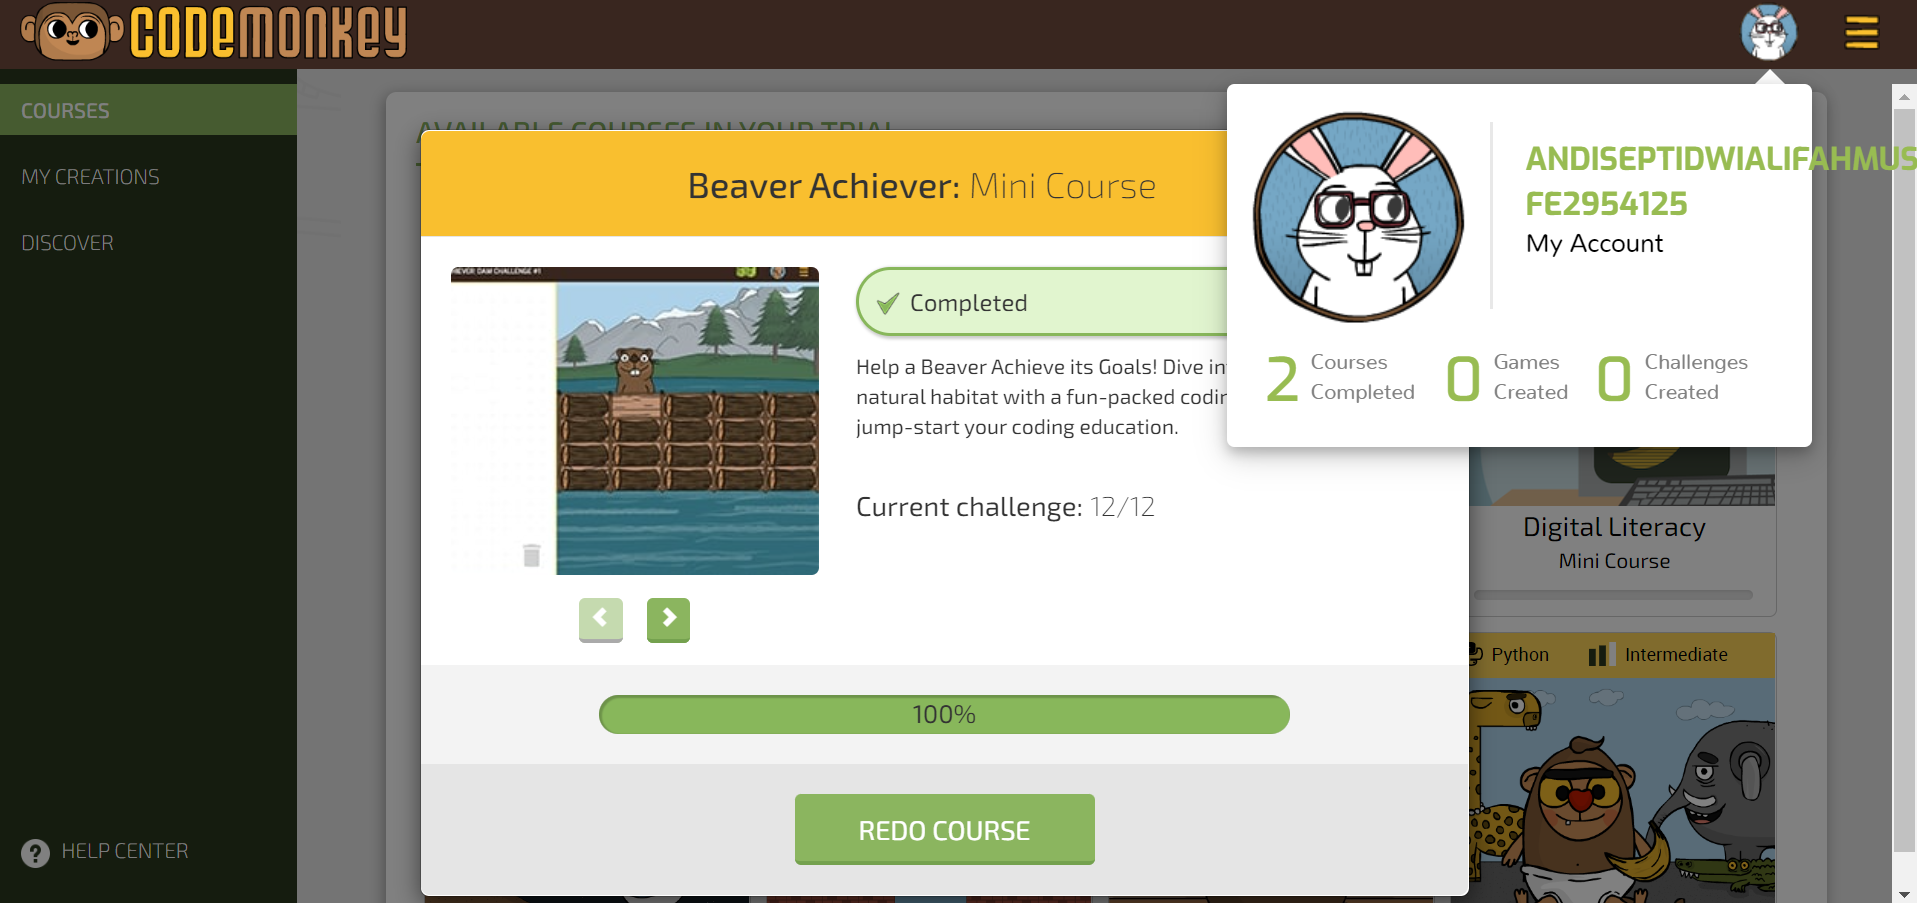 CODEMONKEY
COURSES
MY CREATIONS
DISCOVER
HELP CENTER
AVAILABLE COURSES IN YOUR TRIAL
Beaver Achiever: Mini Course
IEVER: DAM CHALLENGE #1
Completed
Help a Beaver Achieve its Goals! Dive in
natural habitat with a fun-packed codin
jump-start your coding education.
Current challenge: 12/12
100%
REDO COURSE
ANDISEPTIDWIALIFAHMUS
FE2954125
My Account
2 Courses Completed
0 Games Created
0 Challenges Created
Digital Literacy
Mini Course
Python Intermediate